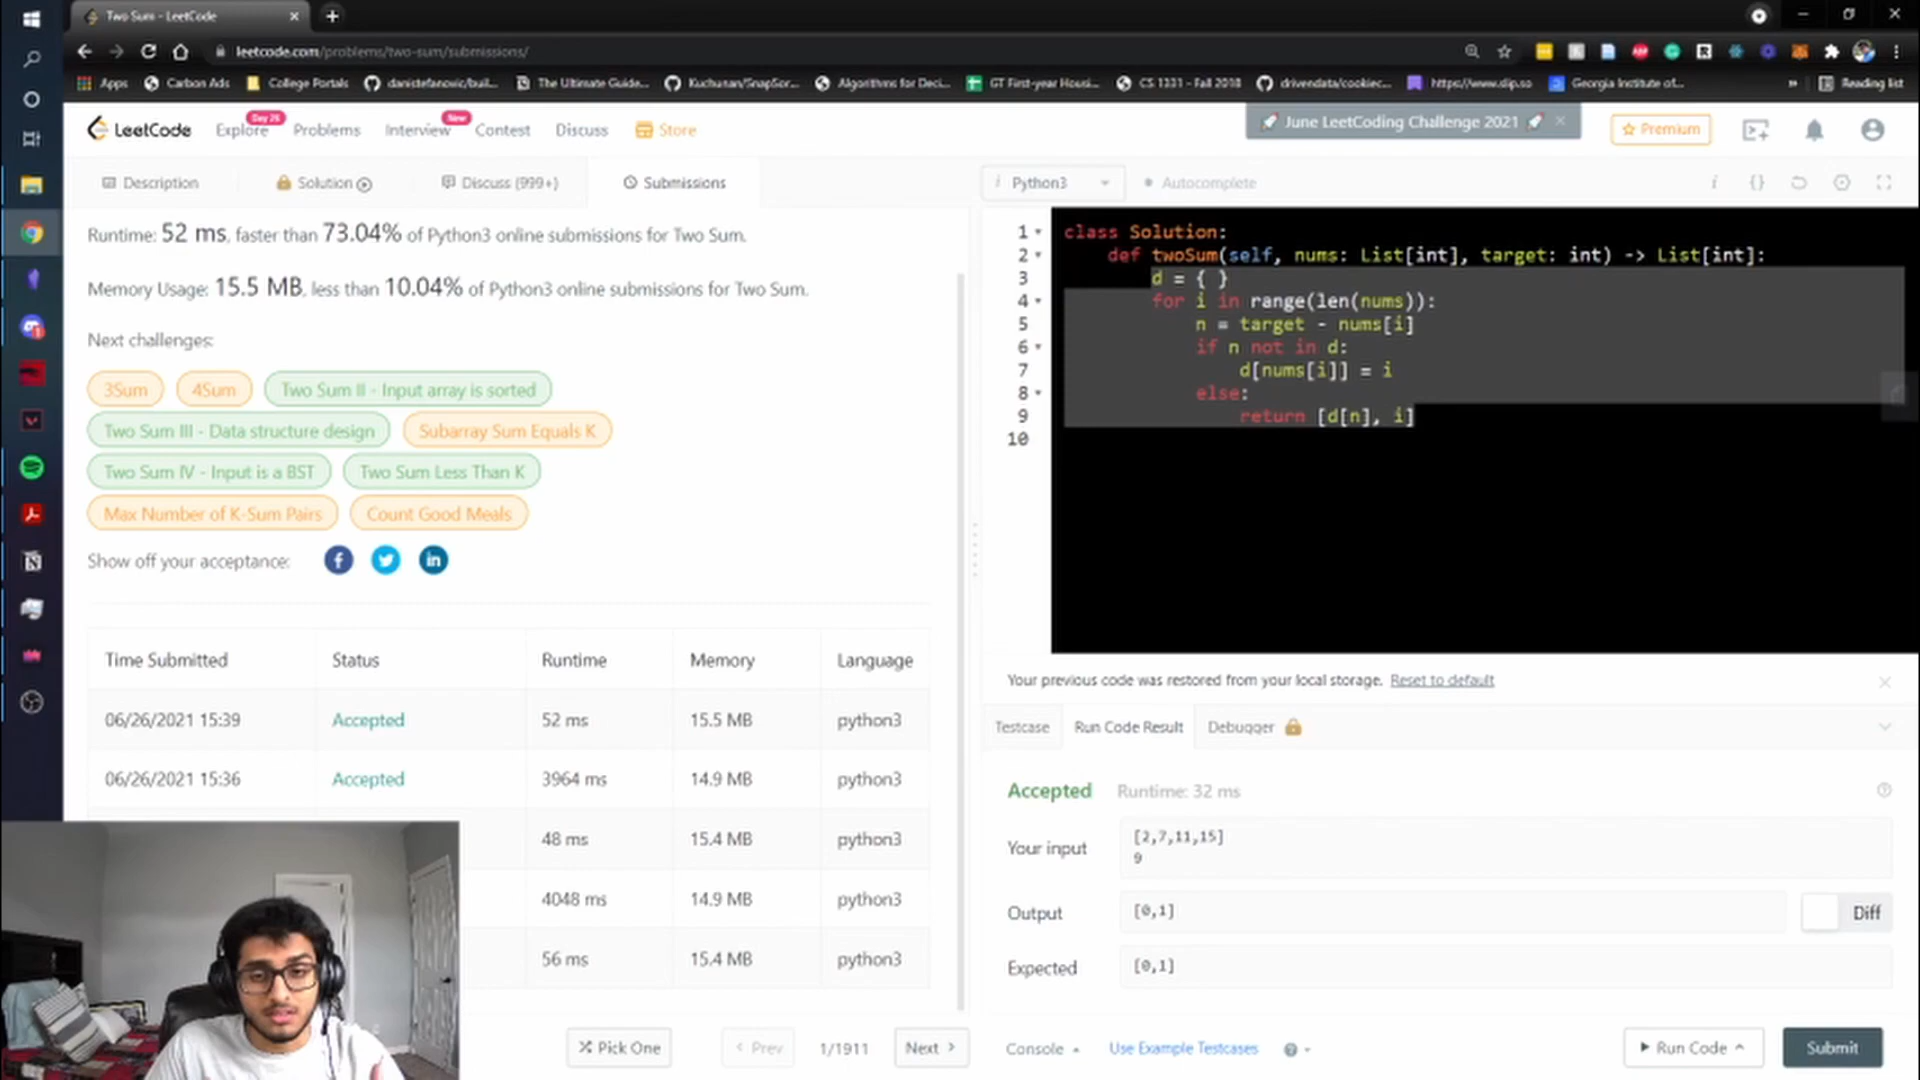 Two Sum - LeetCode
leetcode.com/problems/two-sum/submissions/
Apps Carbon Ads College Portals danistefanovic/buil... The Ultimate Guide... Kuchunan/SnapSor... Algorithms for Deci... GT First-year Housi... CS 1331 - Fall 2018 drivendata/cookiec... https://www.slip.so Georgia Institute of... » Reading list
LeetCode Explore Day 26 Problems Interview New Contest Discuss Store June LeetCoding Challenge 2021 Premium
Description Solution Discuss (999+) Submissions
Runtime: 52 ms, faster than 73.04% of Python3 online submissions for Two Sum.
Memory Usage: 15.5 MB, less than 10.04% of Python3 online submissions for Two Sum.
Next challenges:
3Sum 4Sum Two Sum II - Input array is sorted
Two Sum III - Data structure design Subarray Sum Equals K
Two Sum IV - Input is a BST Two Sum Less Than K
Max Number of K-Sum Pairs Count Good Meals
Show off your acceptance:
Time Submitted Status Runtime Memory Language
06/26/2021 15:39 Accepted 52 ms 15.5 MB python3
06/26/2021 15:36 Accepted 3964 ms 14.9 MB python3
48 ms 15.4 MB python3
4048 ms 14.9 MB python3
56 ms 15.4 MB python3
Pick One < Prev 1/1911 Next >
i Python3 Autocomplete i {}
1 class Solution:
2 def twoSum(self, nums: List[int], target: int) -> List[int]:
3 d = { }
4 for i in range(len(nums)):
5 n = target - nums[i]
6 if n not in d:
7 d[nums[i]] = i
8 else:
9 return [d[n], i]
10
Your previous code was restored from your local storage. Reset to default
Testcase Run Code Result Debugger
Accepted Runtime: 32 ms
Your input [2,7,11,15]
9
Output [0,1] Diff
Expected [0,1]
Console Use Example Testcases Run Code Submit